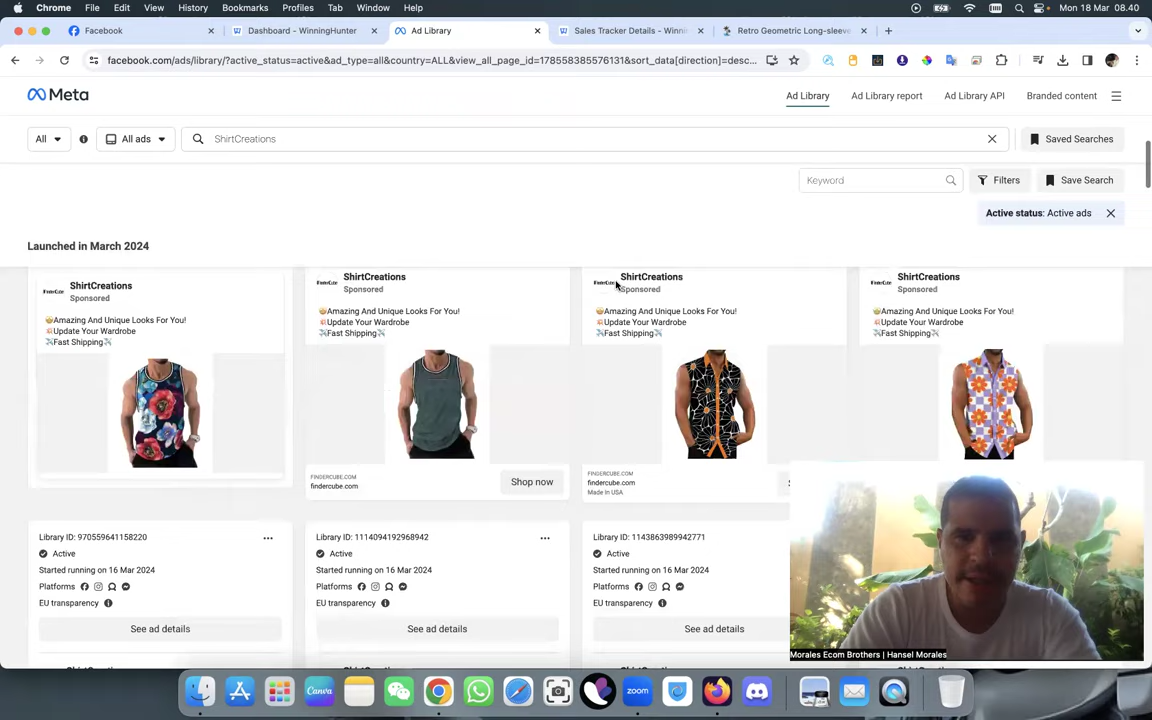 Chrome File Edit View History Bookmarks Profiles Tab Window Help
Mon 18 Mar 08.40
Facebook
Dashboard - WinningHunter
Ad Library
Sales Tracker Details - Winnin
Retro Geometric Long-sleeve
facebook.com/ads/library/?active_status=active&ad_type=all&country=ALL&view_all_page_id=1785583855761318&sort_data[direction]=desc...
Meta
Ad Library
Ad Library report
Ad Library API
Branded content
All
All ads
ShirtCreations
Saved Searches
Keyword
Filters
Save Search
Active status: Active ads
Launched in March 2024
ShirtCreations
Sponsored
Amazing And Unique Looks For You!
Update Your Wardrobe
Fast Shipping
ShirtCreations
Sponsored
Amazing And Unique Looks For You!
Update Your Wardrobe
Fast Shipping
FINGERCUBE.COM
findercube.com
Shop now
ShirtCreations
Sponsored
Amazing And Unique Looks For You!
Update Your Wardrobe
Fast Shipping
FINGERCUBE.COM
findercube.com
Made in USA
ShirtCreations
Sponsored
Amazing And Unique Looks For You!
Update Your Wardrobe
Fast Shipping
Library ID: 970559641158220
Active
Started running on 16 Mar 2024
Platforms
EU transparency
See ad details
Library ID: 1114094192968942
Active
Started running on 16 Mar 2024
Platforms
EU transparency
See ad details
Library ID: 1143863989942771
Active
Started running on 16 Mar 2024
Platforms
EU transparency
See ad details
Morales Ecom Brothers | Hansel Morales
Canva
zoom